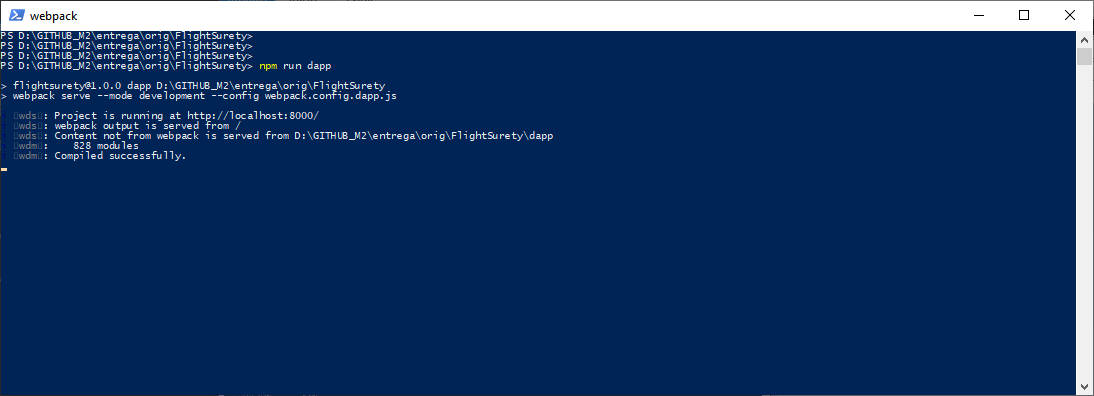 webpack
PS D:\GITHUB_M2\entrega\orig\FlightSurety>
PS D:\GITHUB_M2\entrega\orig\FlightSurety>
PS D:\GITHUB_M2\entrega\orig\FlightSurety>
PS D:\GITHUB_M2\entrega\orig\FlightSurety> npm run dapp
> flightsurety@1.0.0 dapp D:\GITHUB_M2\entrega\orig\FlightSurety
> webpack serve --mode development --config webpack.config.dapp.js
「wds」: Project is running at http://localhost:8000/
「wds」: webpack output is served from /
「wds」: Content not from webpack is served from D:\GITHUB_M2\entrega\orig\FlightSurety\dapp
「wdm」: 828 modules
「wdm」: Compiled successfully.